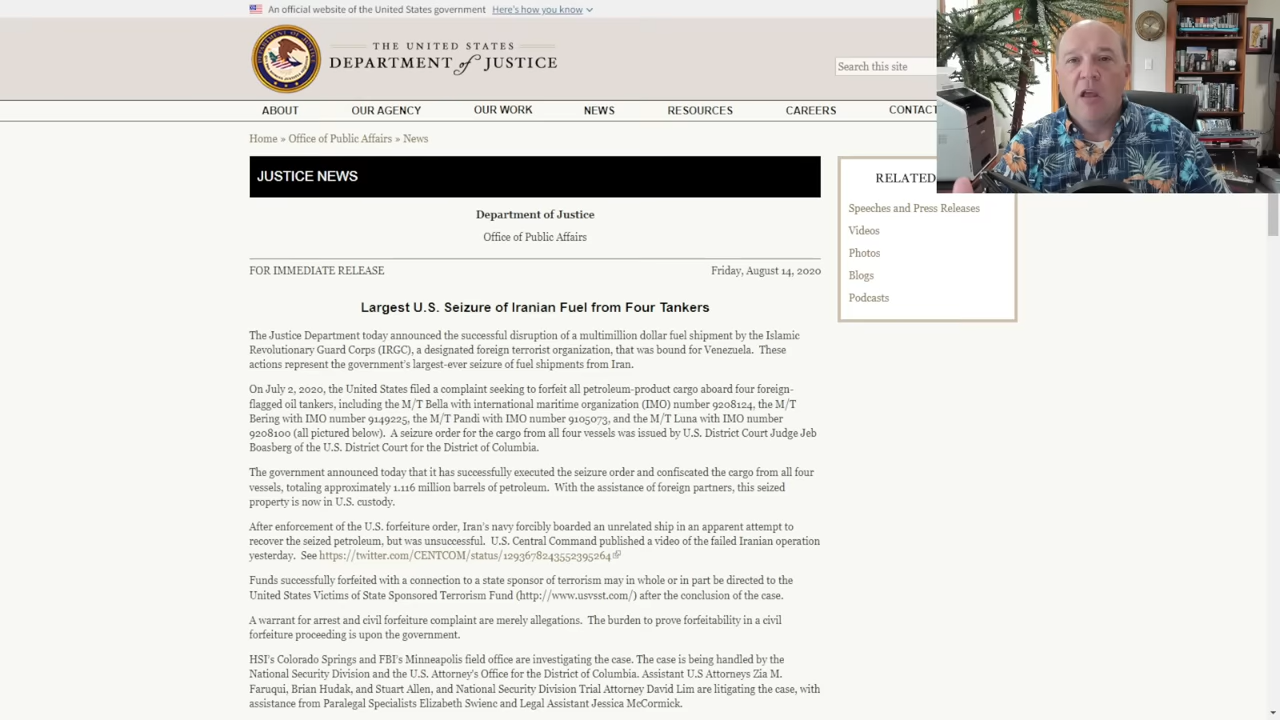 An official website of the United States government Here's how you know
THE UNITED STATES
DEPARTMENT of JUSTICE
Search this site
ABOUT OUR AGENCY OUR WORK NEWS RESOURCES CAREERS CONTACT
Home » Office of Public Affairs » News
JUSTICE NEWS
RELATED
Speeches and Press Releases
Videos
Photos
Blogs
Podcasts
Department of Justice
Office of Public Affairs
FOR IMMEDIATE RELEASE Friday, August 14, 2020
Largest U.S. Seizure of Iranian Fuel from Four Tankers
The Justice Department today announced the successful disruption of a multimillion dollar fuel shipment by the Islamic
Revolutionary Guard Corps (IRGC), a designated foreign terrorist organization, that was bound for Venezuela. These
actions represent the government's largest-ever seizure of fuel shipments from Iran.
On July 2, 2020, the United States filed a complaint seeking to forfeit all petroleum-product cargo aboard four foreign-
flagged oil tankers, including the M/T Bella with international maritime organization (IMO) number 9208124, the M/T
Bering with IMO number 9149225, the M/T Pandi with IMO number 9105073, and the M/T Luna with IMO number
9208100 (all pictured below). A seizure order for the cargo from all four vessels was issued by U.S. District Court Judge Jeb
Boasberg of the U.S. District Court for the District of Columbia.
The government announced today that it has successfully executed the seizure order and confiscated the cargo from all four
vessels, totaling approximately 1.116 million barrels of petroleum. With the assistance of foreign partners, this seized
property is now in U.S. custody.
After enforcement of the U.S. forfeiture order, Iran's navy forcibly boarded an unrelated ship in an apparent attempt to
recover the seized petroleum, but was unsuccessful. U.S. Central Command published a video of the failed Iranian operation
yesterday. See https://twitter.com/CENTCOM/status/1293678243552395264
Funds successfully forfeited with a connection to a state sponsor of terrorism may in whole or in part be directed to the
United States Victims of State Sponsored Terrorism Fund (http://www.usvsst.com/) after the conclusion of the case.
A warrant for arrest and civil forfeiture complaint are merely allegations. The burden to prove forfeitability in a civil
forfeiture proceeding is upon the government.
HSI's Colorado Springs and FBI's Minneapolis field office are investigating the case. The case is being handled by the
National Security Division and the U.S. Attorney's Office for the District of Columbia. Assistant U.S Attorneys Zia M.
Faruqui, Brian Hudak, and Stuart Allen, and National Security Division Trial Attorney David Lim are litigating the case, with
assistance from Paralegal Specialists Elizabeth Swienc and Legal Assistant Jessica McCormick.